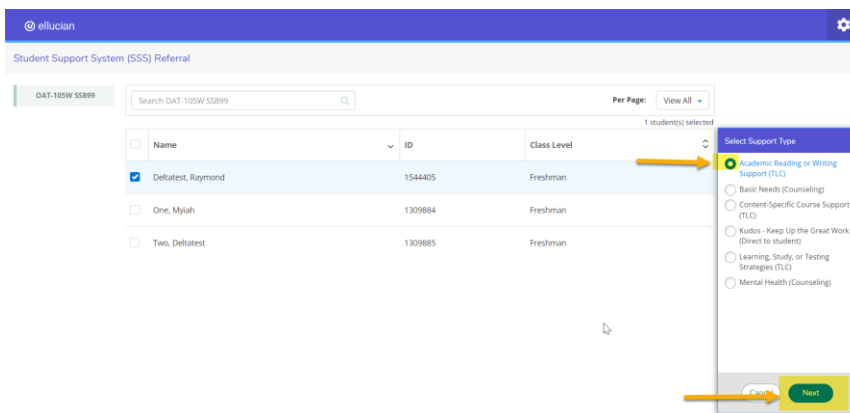 ellucian
Student Support System (SSS) Referral
OAT-105W SS899
Search OAT-105W SS899
Per Page: View All
1 student(s) selected
Name ID Class Level
Deltatest, Raymond 1544405 Freshman
One, Myiah 1309884 Freshman
Two, Deltatest 1309885 Freshman
Select Support Type
Academic Reading or Writing
Support (TLC)
Basic Needs (Counseling)
Content-Specific Course Support
(TLC)
Kudos - Keep Up the Great Work
(Direct to student)
Learning, Study, or Testing
Strategies (TLC)
Mental Health (Counseling)
Cancel Next